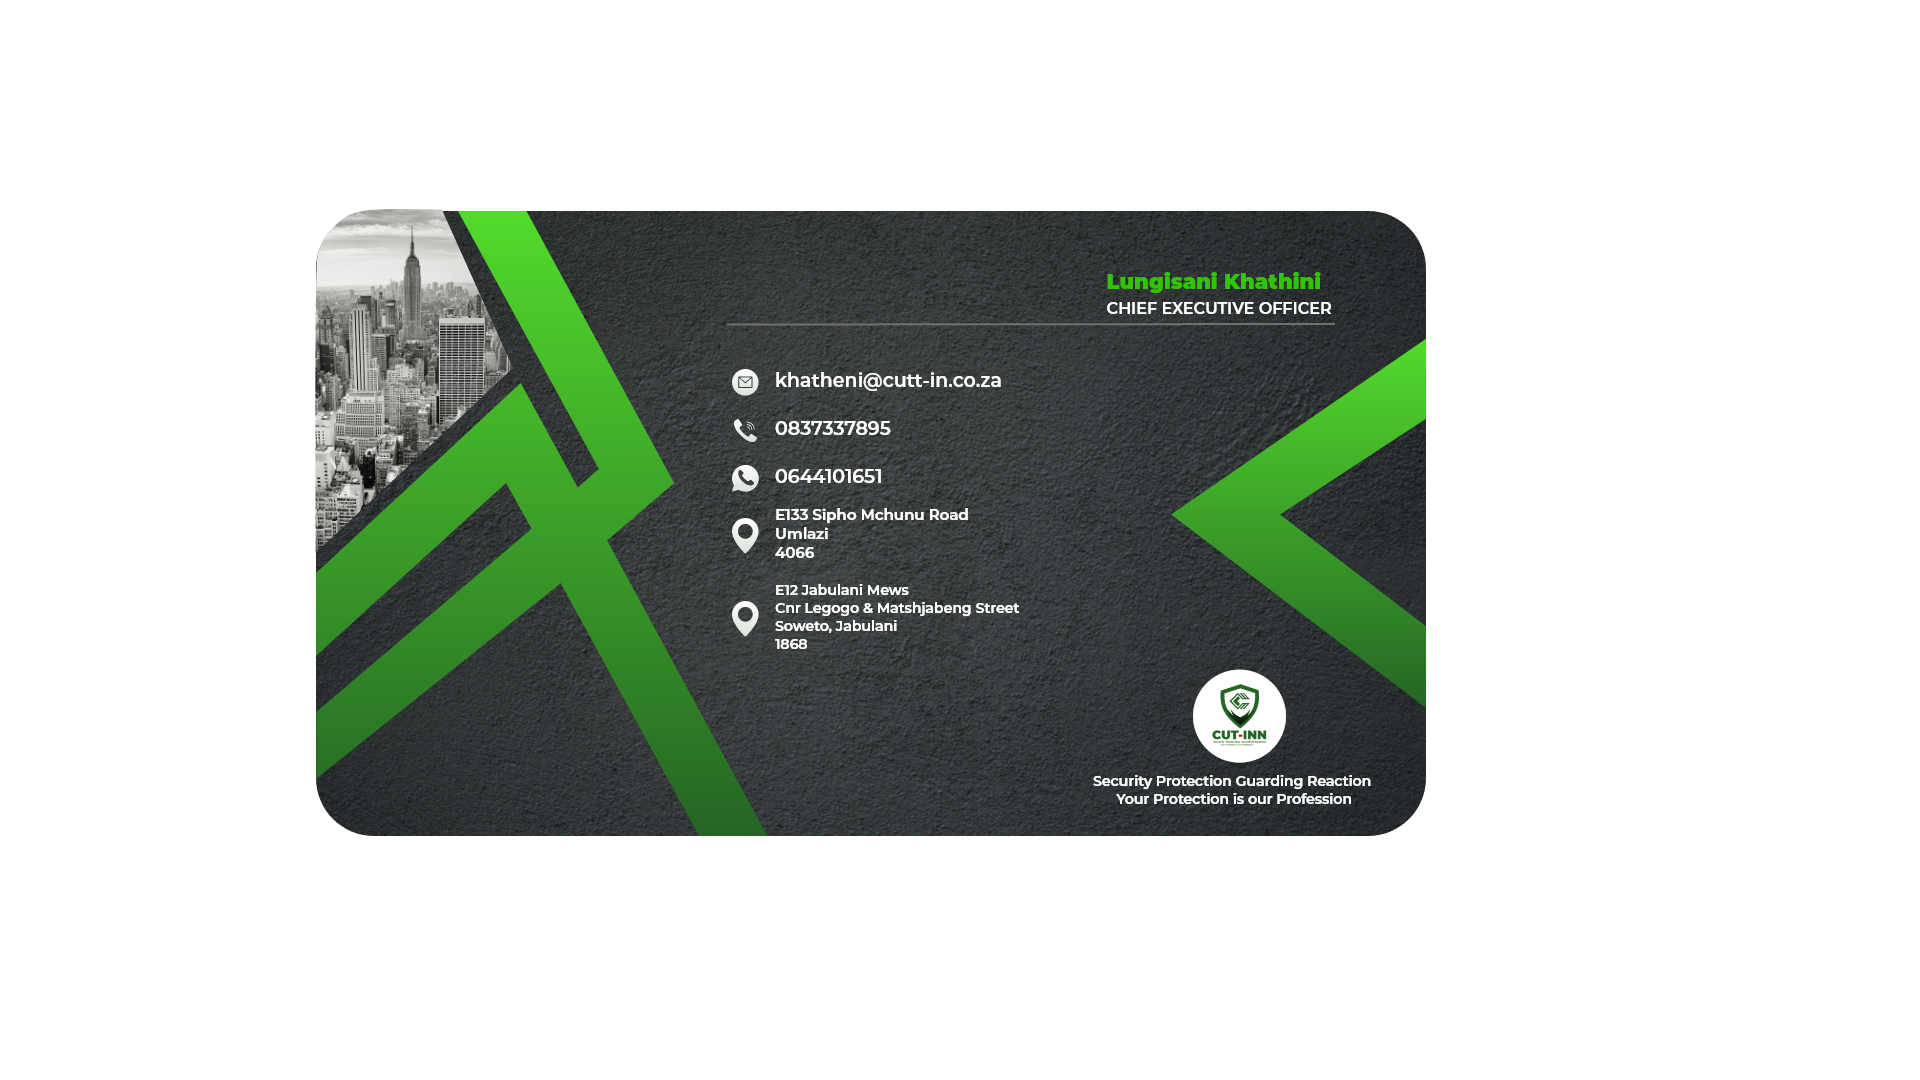 Lungisani Khathini
CHIEF EXECUTIVE OFFICER
khatheni@cutt-in.co.za
0837337895
0644101651
E133 Sipho Mchunu Road
Umlazi
4066
E12 Jabulani Mews
Cnr Legogo & Matshjabeng Street
Soweto, Jabulani
1868
CUT-INN
Security Protection Guarding Reaction
Your Protection is our Profession